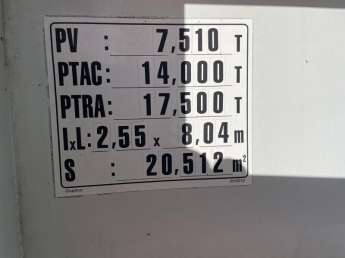 PV : 7,510 T
PTAC : 14,000 T
PTRA : 17,500 T
lxL : 2,55 x 8,04 m
S : 20,512 m²